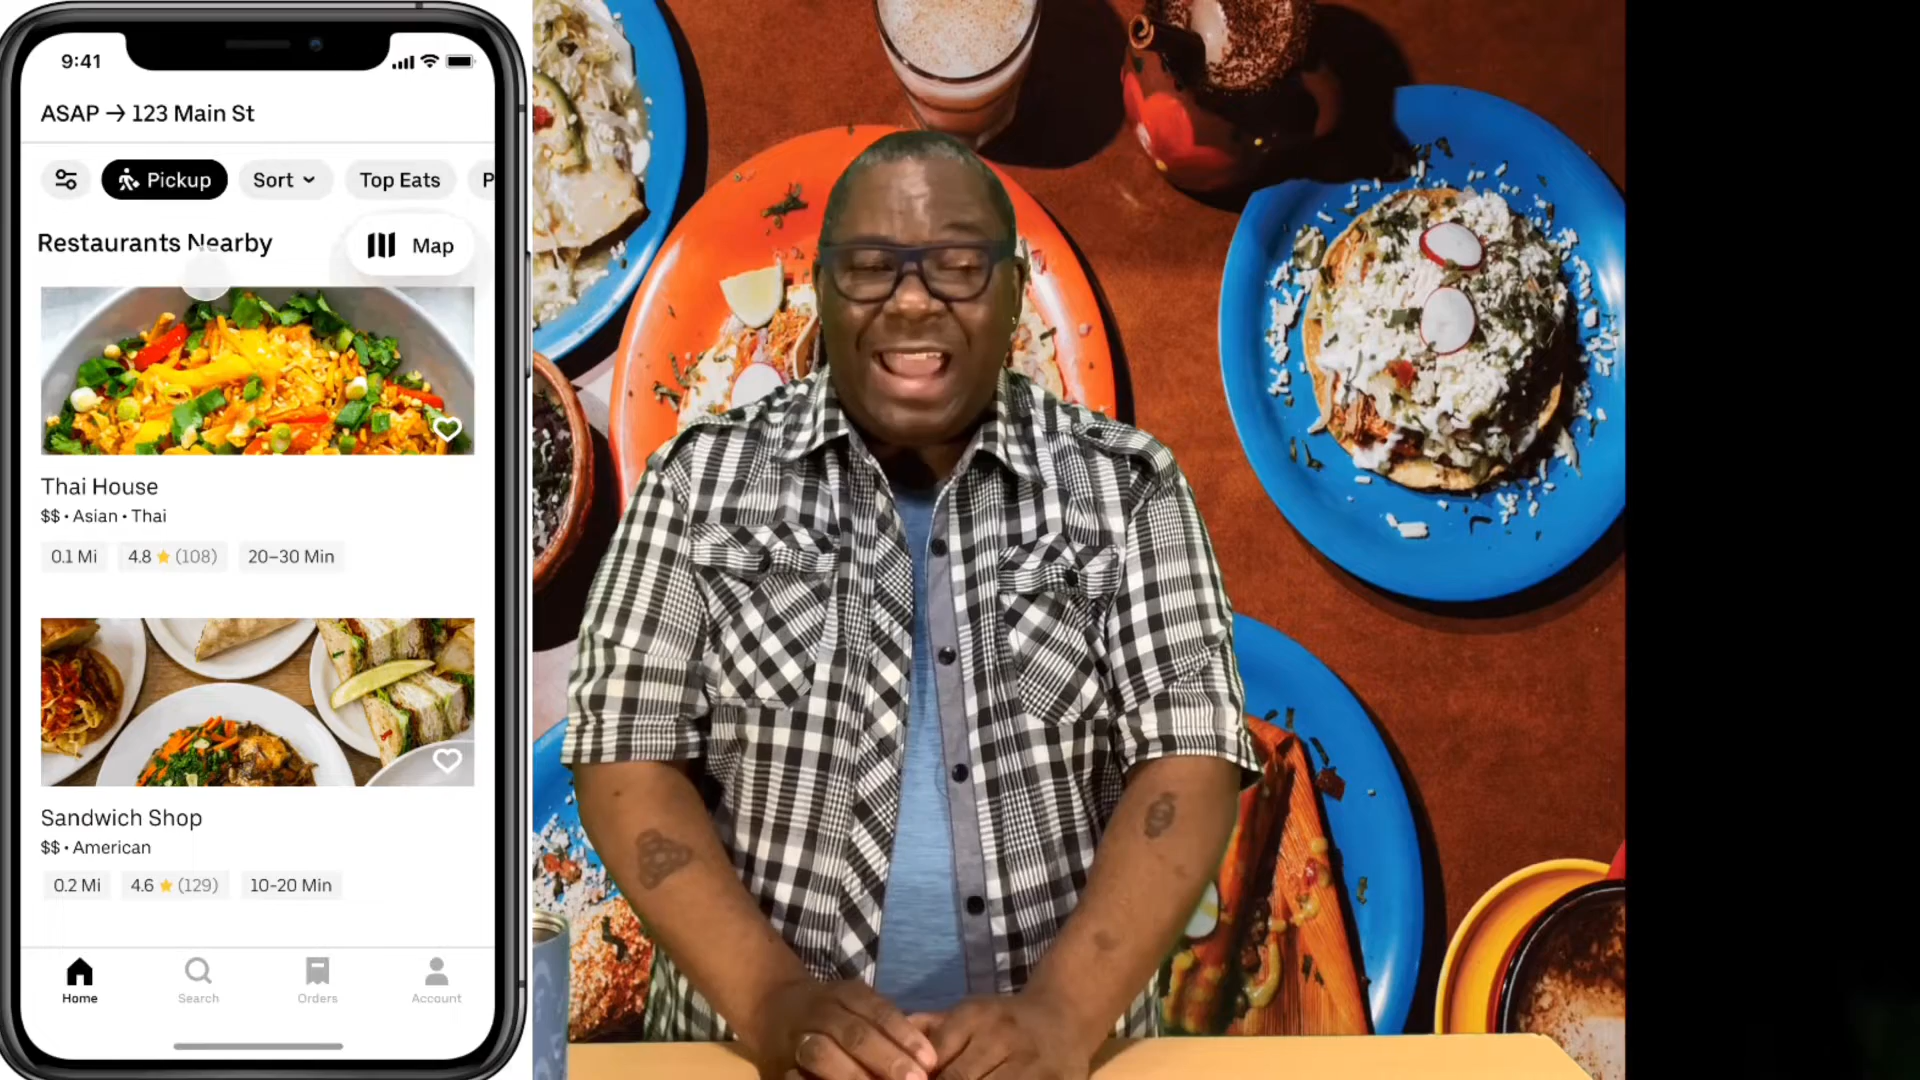 9:41
ASAP → 123 Main St
Pickup
Sort
Top Eats
P
Restaurants Nearby
Map
Thai House
$$ • Asian • Thai
0.1 Mi
4.8 ★ (108)
20–30 Min
Sandwich Shop
$$ • American
0.2 Mi
4.6 ★ (129)
10-20 Min
Home
Search
Orders
Account